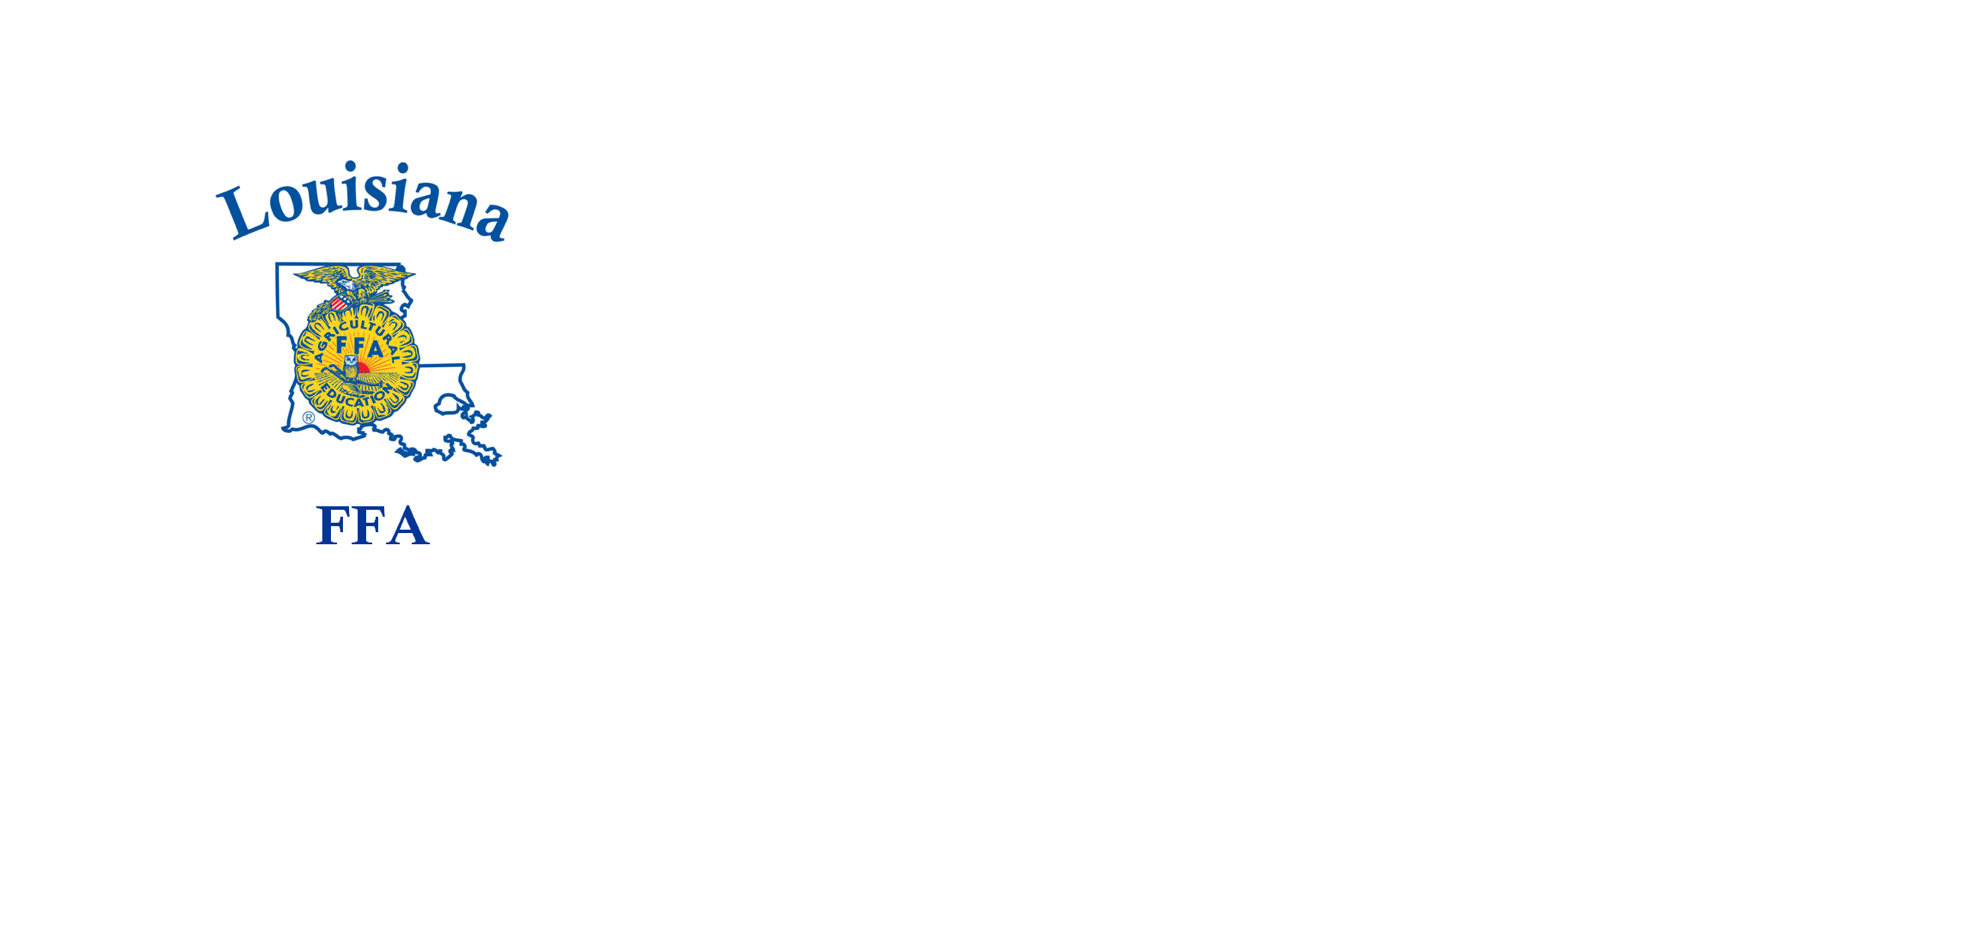 Louisiana
AGRICULTURAL
FFA
EDUCATION
®
FFA